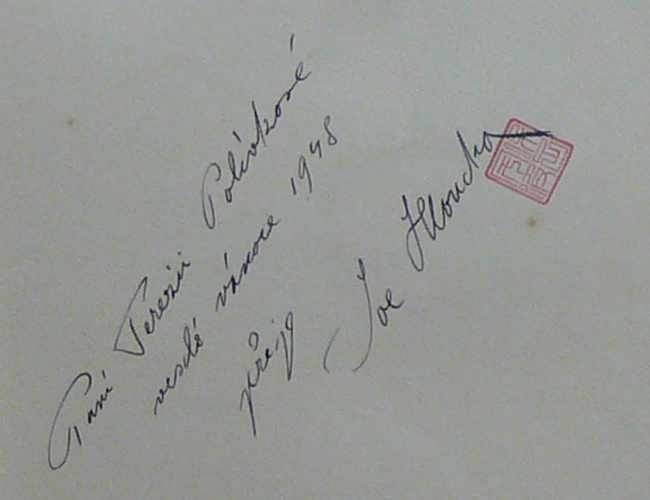 Paní Terezii Polívkové
veselé vánoce 1948
přeje
Joe Hloucha